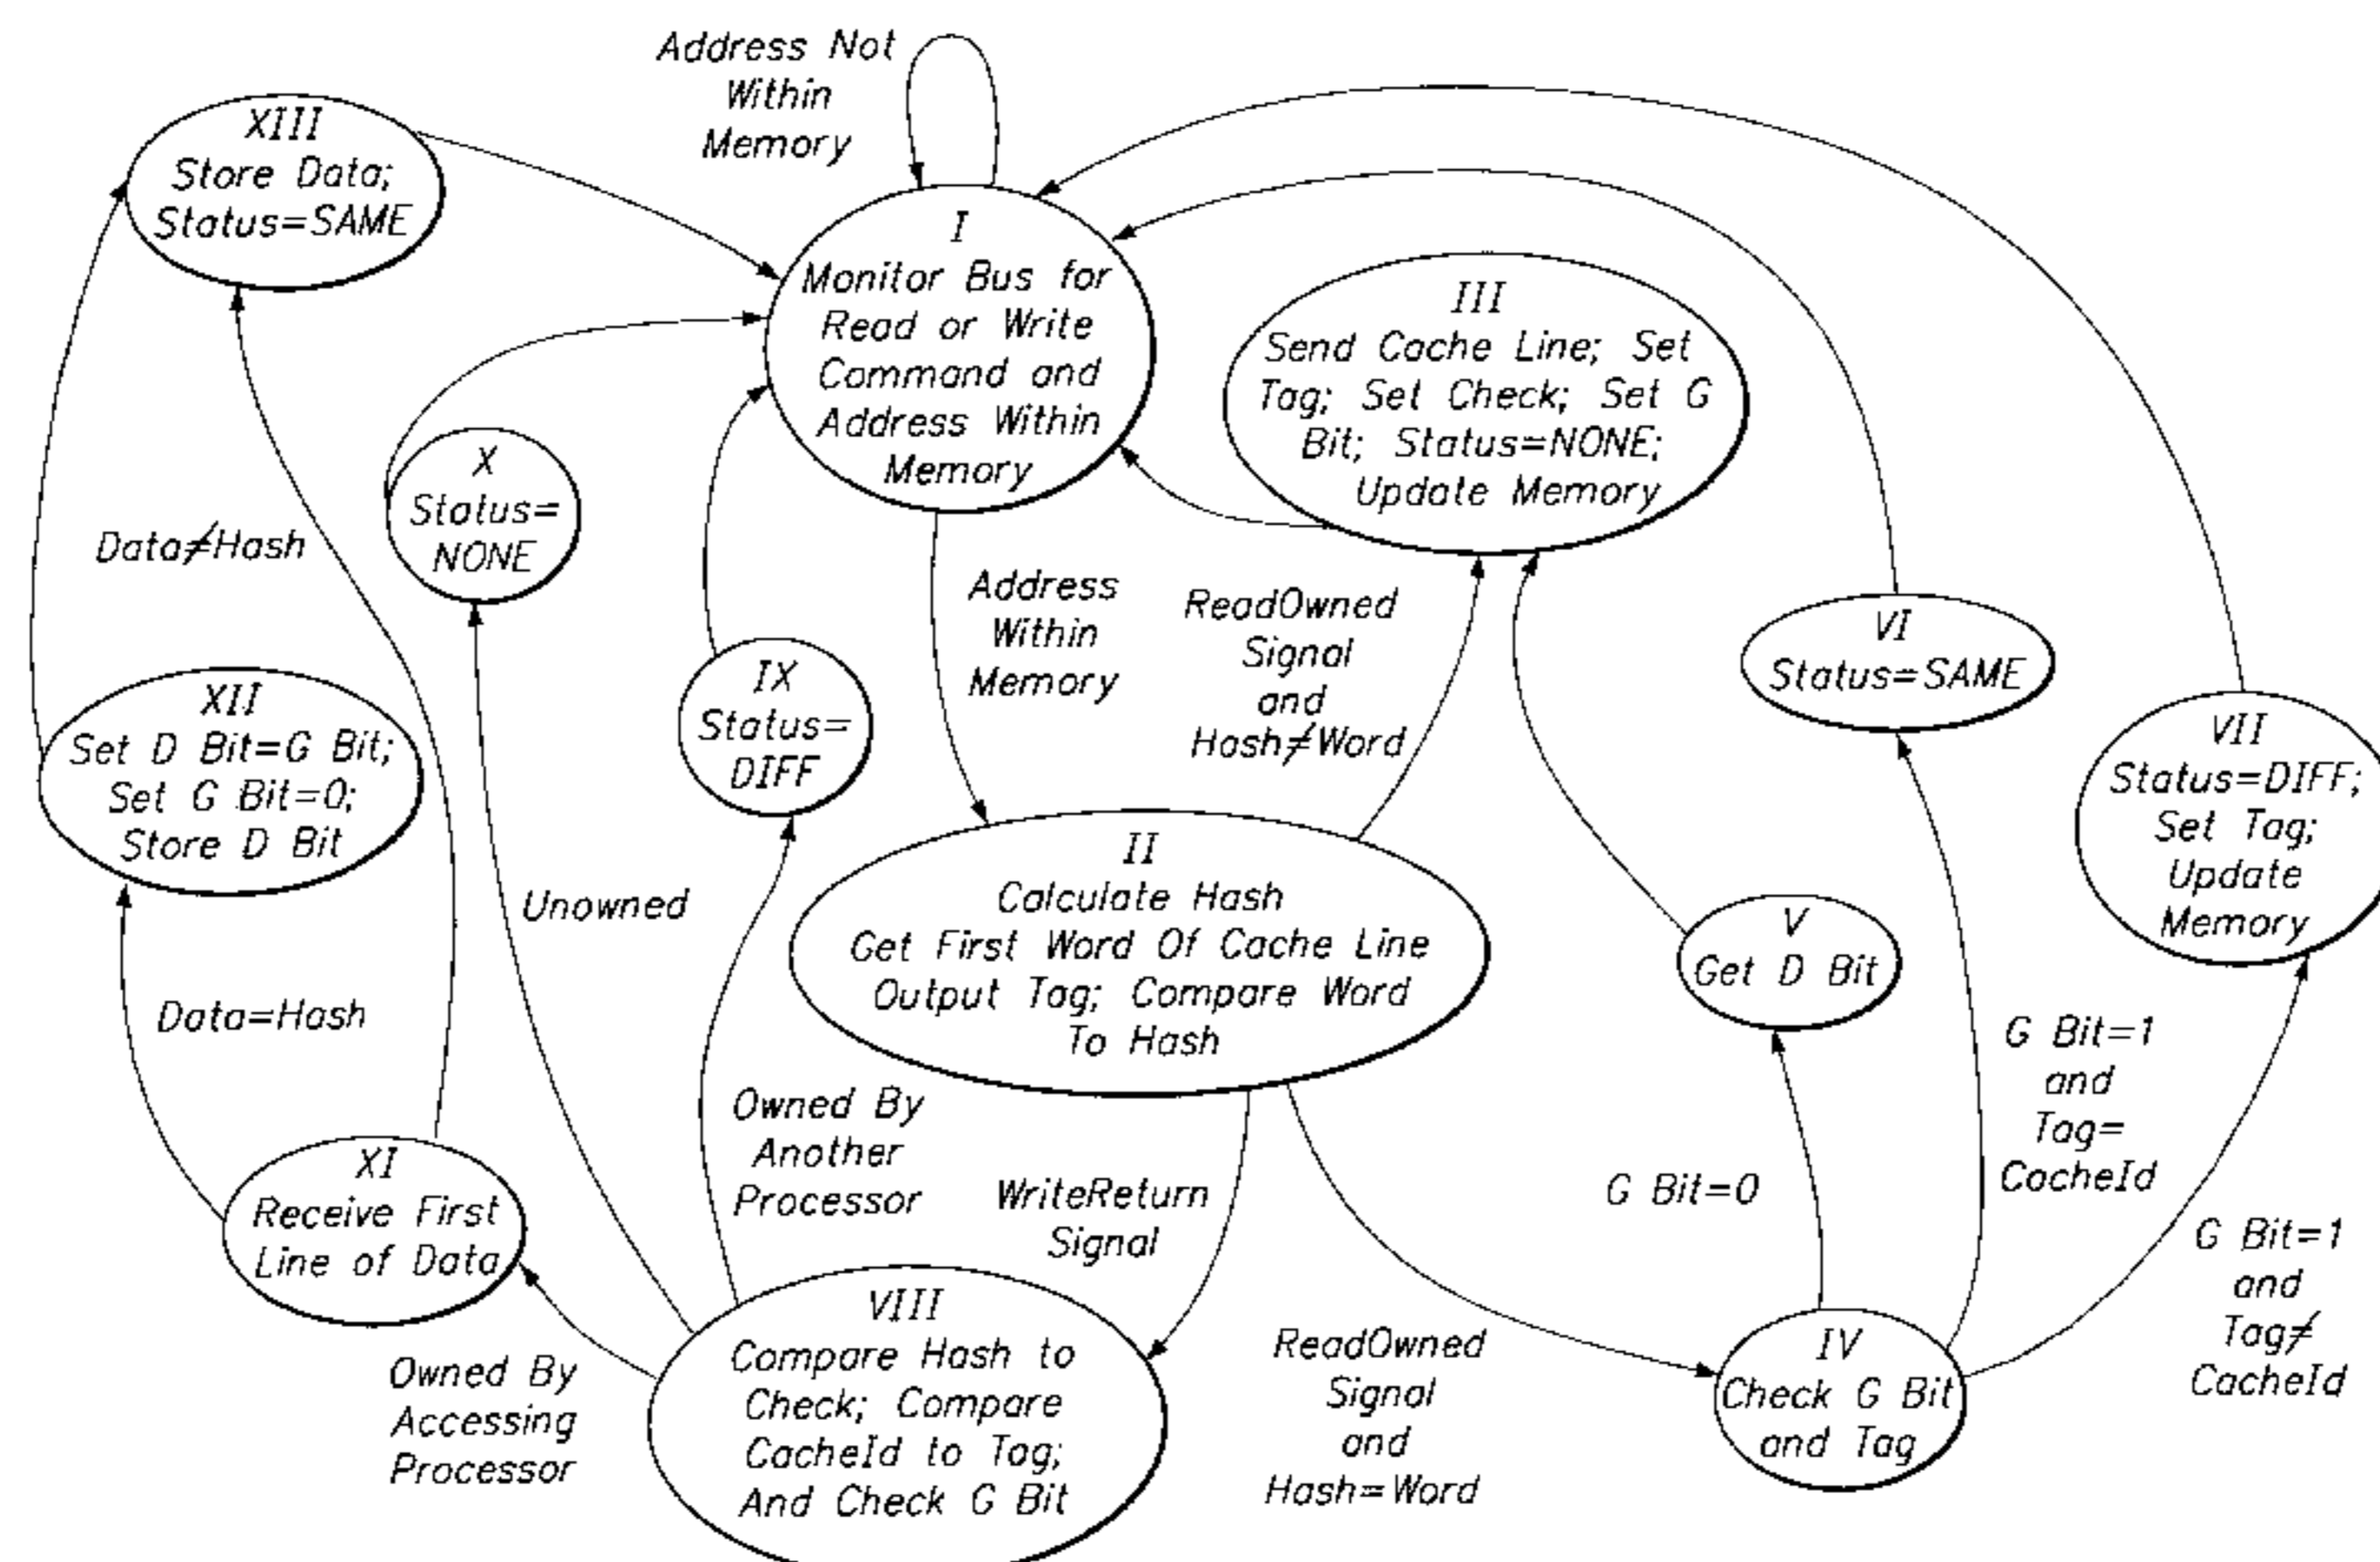 Address Not
Within
Memory
XIII
Store Data;
Status=SAME
I
Monitor Bus for
Read or Write
Command and
Address Within
Memory
III
Send Cache Line; Set
Tag; Set Check; Set G
Bit; Status=NONE;
Update Memory
X
Status=
NONE
Data≠Hash
Address
Within
Memory
ReadOwned
Signal
and
Hash≠Word
VI
Status=SAME
IX
Status=
DIFF
XII
Set D Bit=G Bit;
Set G Bit=0;
Store D Bit
VII
Status=DIFF;
Set Tag;
Update
Memory
II
Calculate Hash
Get First Word Of Cache Line
Output Tag; Compare Word
To Hash
Unowned
V
Get D Bit
Data=Hash
G Bit=1
and
Tag=
CacheId
Owned By
Another
Processor
WriteReturn
Signal
G Bit=0
XI
Receive First
Line of Data
G Bit=1
and
Tag≠
CacheId
VIII
Compare Hash to
Check; Compare
CacheId to Tag;
And Check G Bit
Owned By
Accessing
Processor
ReadOwned
Signal
and
Hash=Word
IV
Check G Bit
and Tag